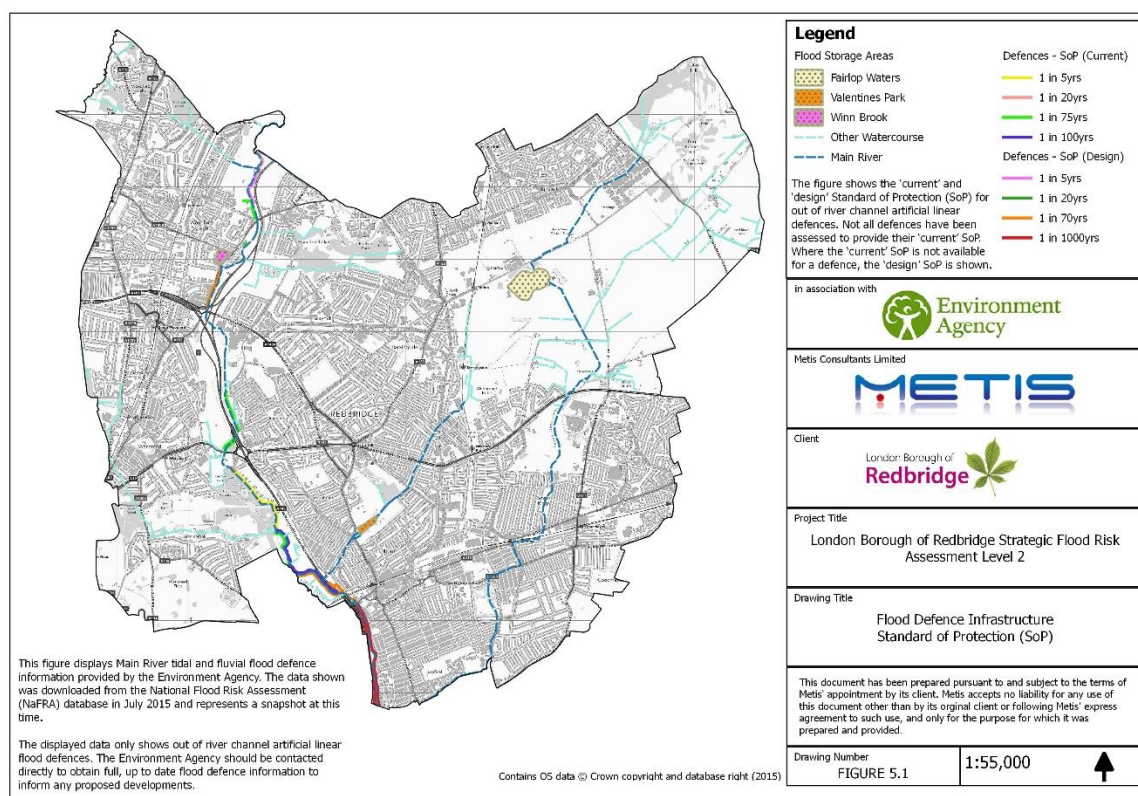 Legend
Flood Storage Areas
Fairlop Waters
Valentines Park
Winn Brook
Other Watercourse
Main River
The figure shows the 'current' and
'design' Standard of Protection (SoP) for
out of river channel artificial linear
defences. Not all defences have been
assessed to provide their 'current' SoP.
Where the 'current' SoP is not available
for a defence, the 'design' SoP is shown.
Defences - SoP (Current)
1 in 5yrs
1 in 20yrs
1 in 75yrs
1 in 100yrs
Defences - SoP (Design)
1 in 5yrs
1 in 20yrs
1 in 70yrs
1 in 1000yrs
in association with
Environment
Agency
Metis Consultants Limited
METIS
Client
London Borough of
Redbridge
Project Title
London Borough of Redbridge Strategic Flood Risk
Assessment Level 2
Drawing Title
Flood Defence Infrastructure
Standard of Protection (SoP)
This document has been prepared pursuant to and subject to the terms of
Metis' appointment by its client. Metis accepts no liability for any use of
this document other than by its orginal client or following Metis' express
agreement to such use, and only for the purpose for which it was
prepared and provided.
Drawing Number
FIGURE 5.1
1:55,000
REDBRIDGE
This figure displays Main River tidal and fluvial flood defence
information provided by the Environment Agency. The data shown
was downloaded from the National Flood Risk Assessment
(NaFRA) database in July 2015 and represents a snapshot at this
time.
The displayed data only shows out of river channel artificial linear
flood defences. The Environment Agency should be contacted
directly to obtain full, up to date flood defence information to
inform any proposed developments.
Contains OS data © Crown copyright and database right (2015)